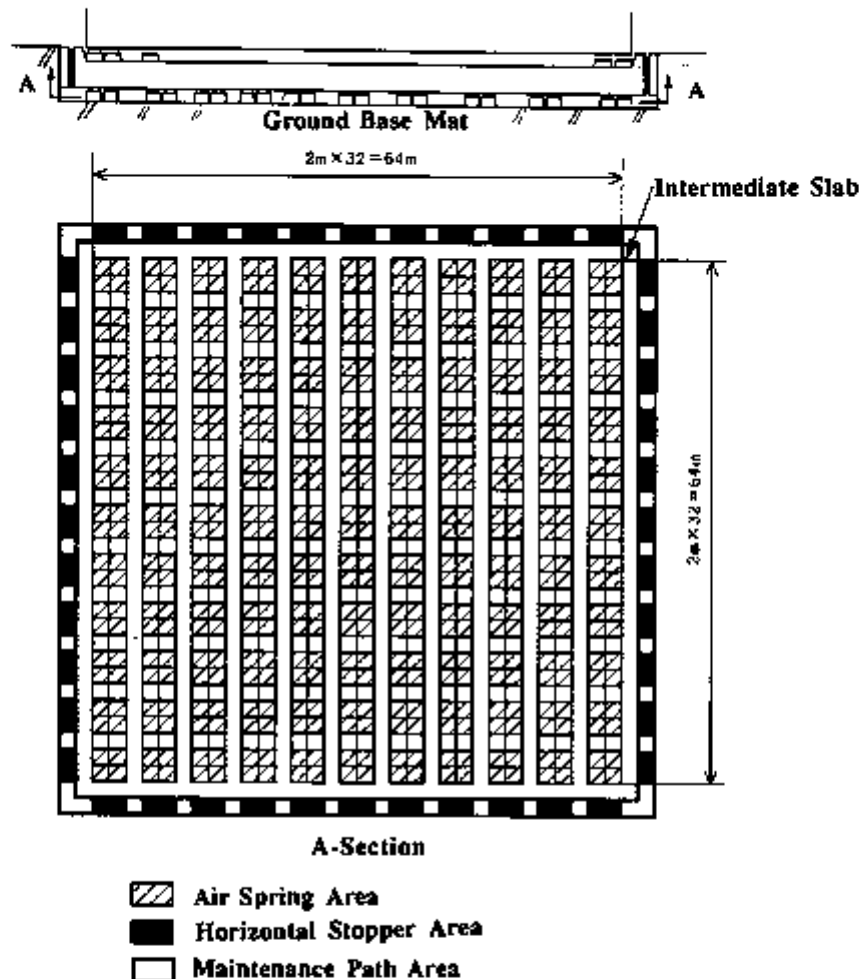 A
A
Ground Base Mat
2m×32=64m
Intermediate Slab
2m×32=64m
A-Section
Air Spring Area
Horizontal Stopper Area
Maintenance Path Area